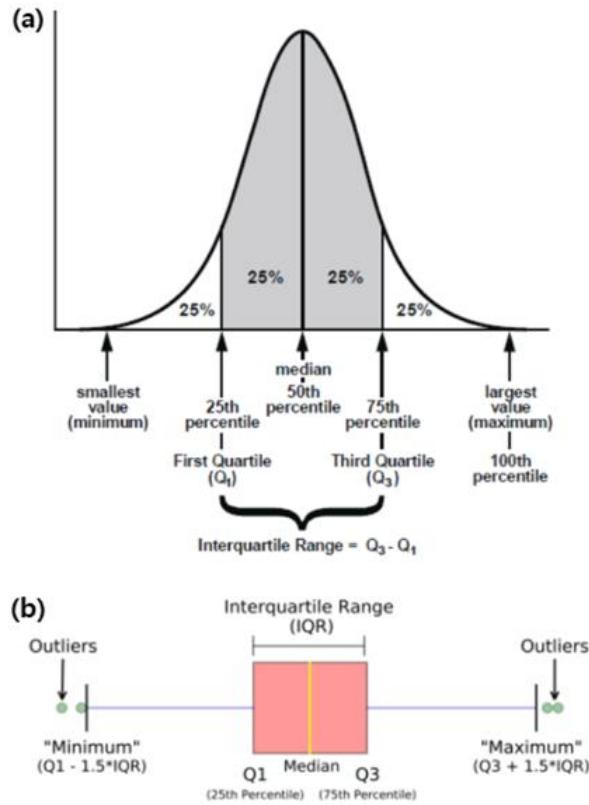 (a)
25%
25%
25%
25%
smallest
value
(minimum)
25th
percentile
First Quartile
(Q1)
median
50th
percentile
75th
percentile
Third Quartile
(Q3)
largest
value
(maximum)
100th
percentile
Interquartile Range = Q3 - Q1
(b)
Interquartile Range
(IQR)
Outliers
Outliers
"Minimum"
(Q1 - 1.5*IQR)
Q1
(25th Percentile)
Median
Q3
(75th Percentile)
"Maximum"
(Q3 + 1.5*IQR)